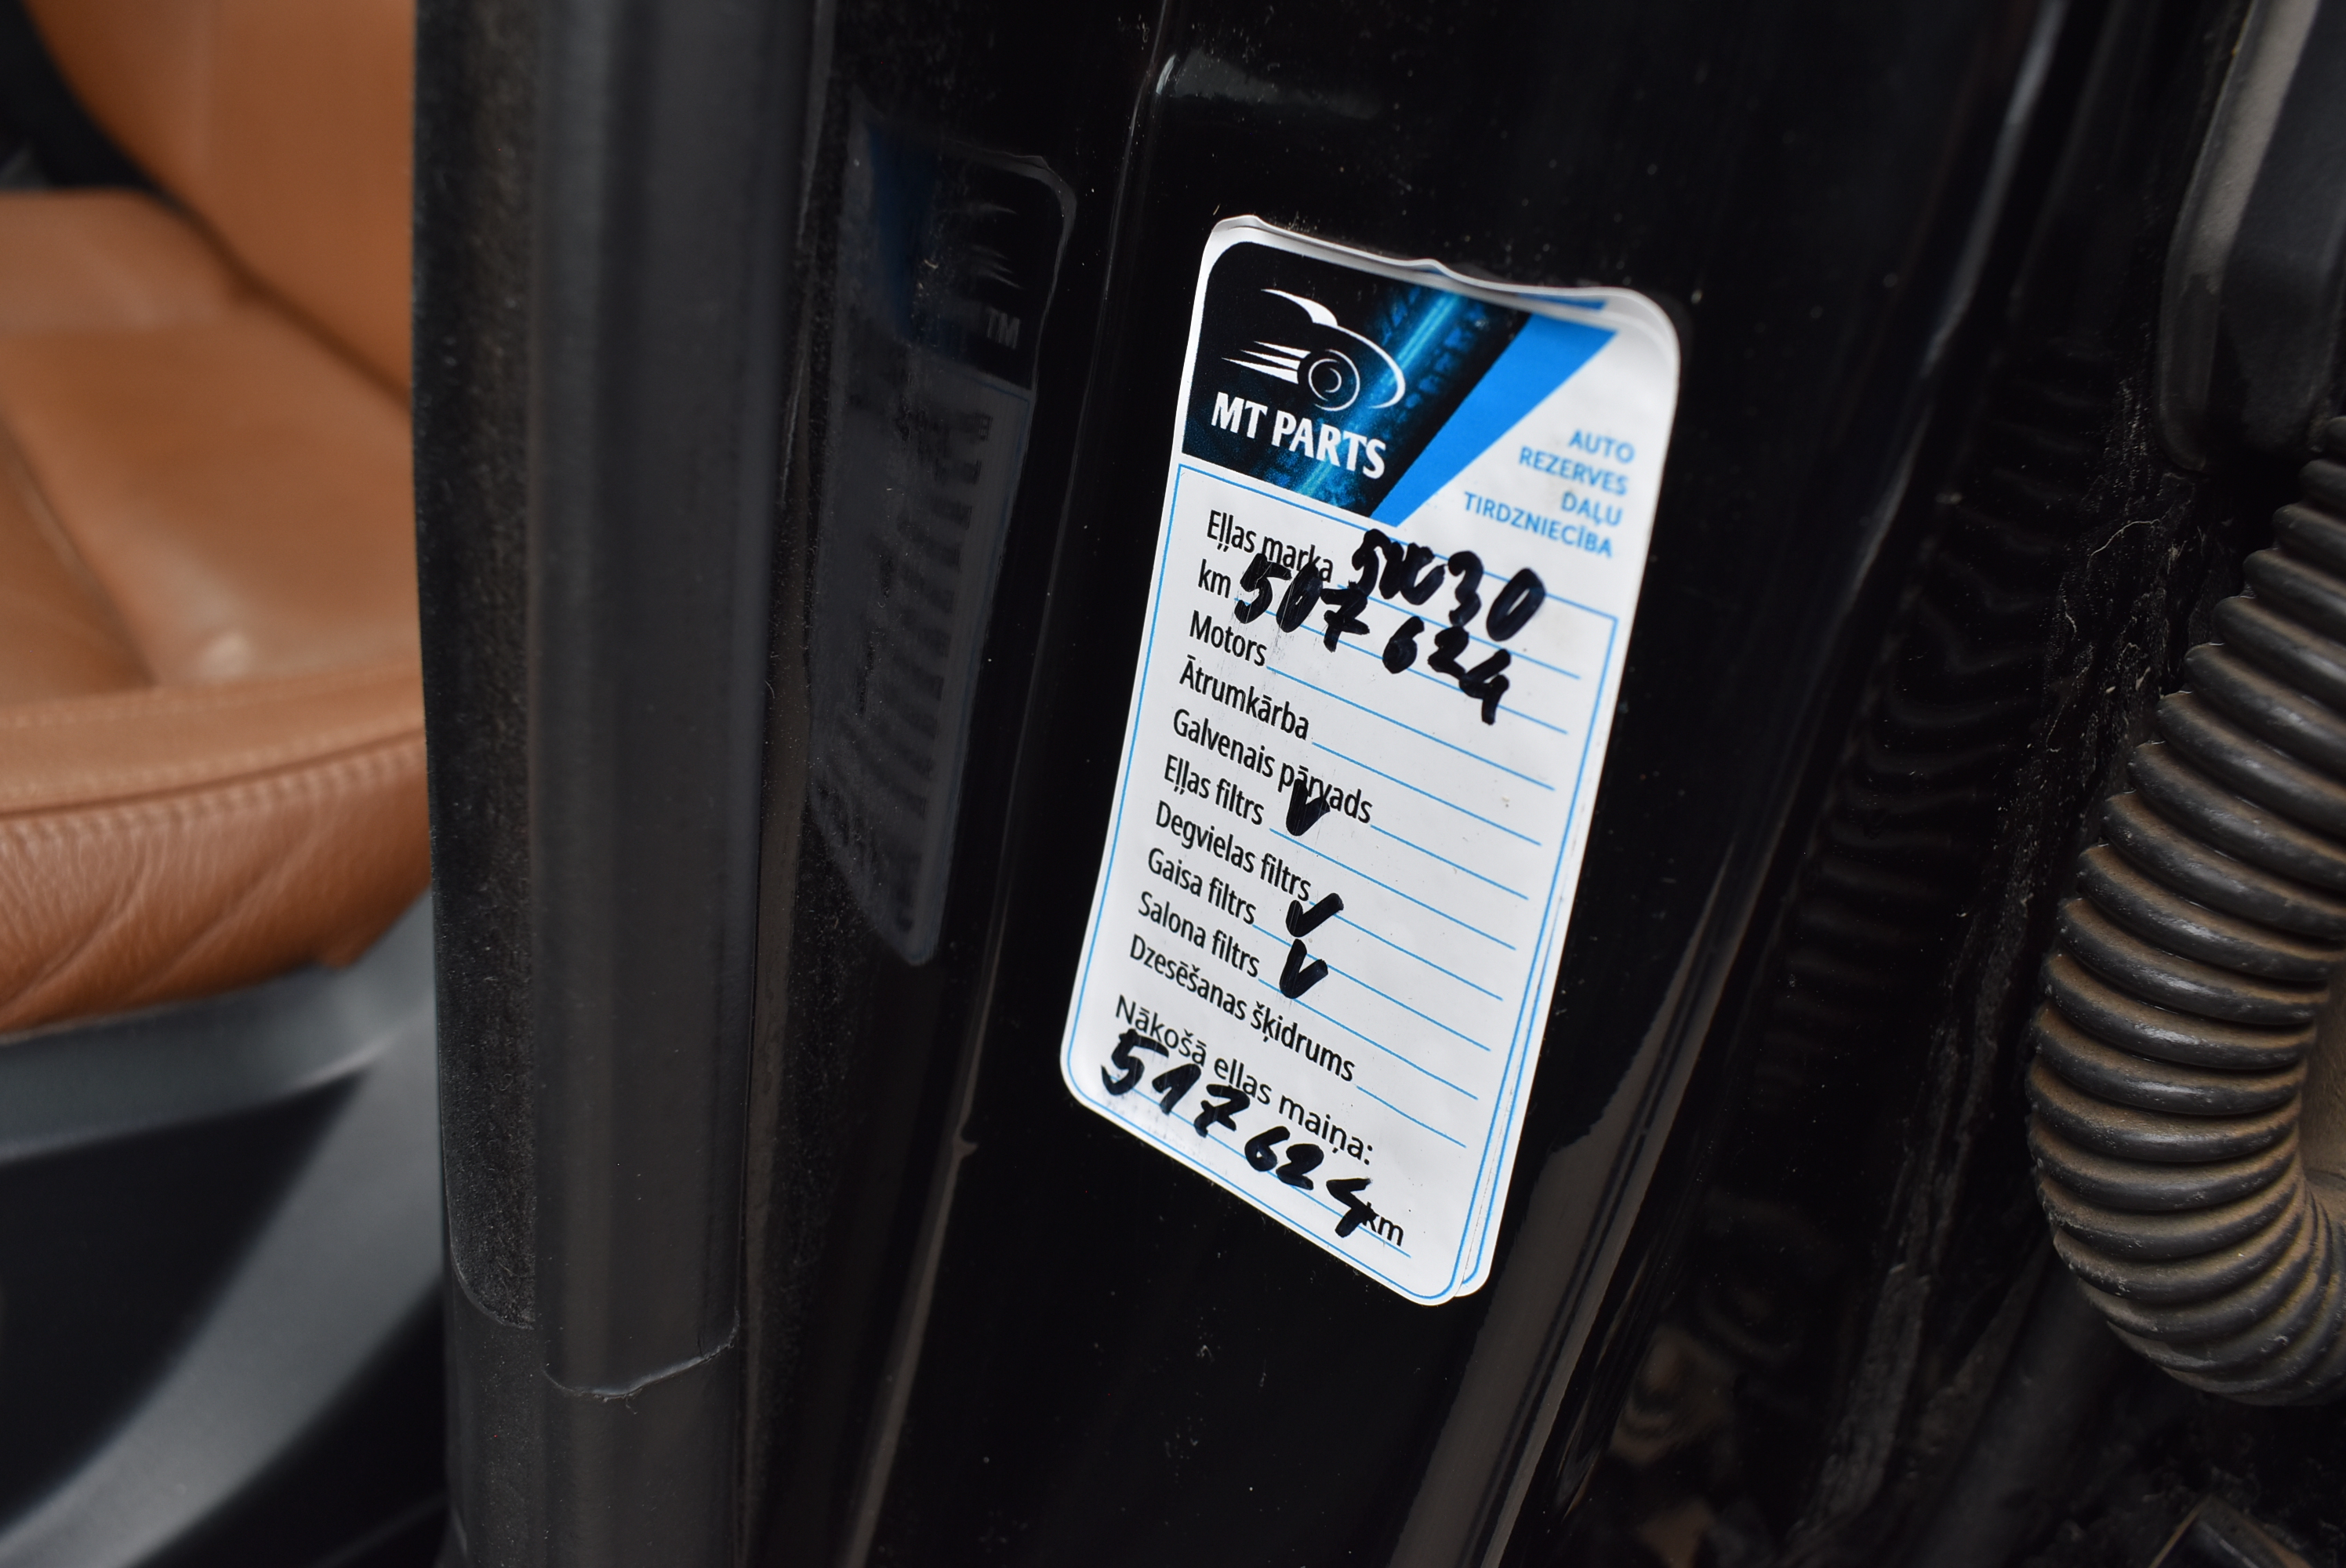 MT PARTS
AUTO
REZERVES
DAĻU
TIRDZNIECĪBA
Eļļas marka 5W30
km 507 624
Motors
Ātrumkārba
Galvenais pārvads
Eļļas filtrs ✓
Degvielas filtrs
Gaisa filtrs ✓
Salona filtrs ✓
Dzesēšanas šķidrums
Nākošā eļļas maiņa:
517 624 km